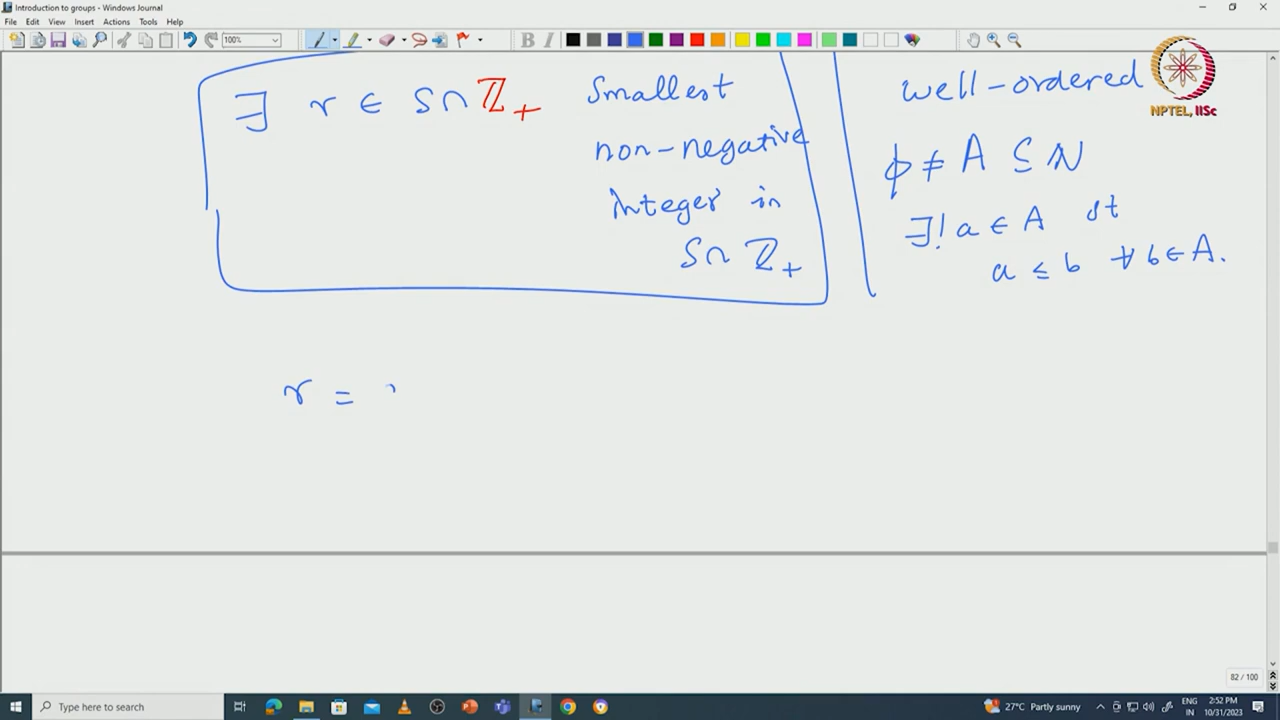 Introduction to groups - Windows Journal
File Edit View Insert Actions Tools Help
100%
B I
NPTEL, IISc
∃ r ∈ S∩ℤ₊ Smallest
non-negative
integer in
S∩ ℤ₊
well-ordered
ϕ ≠ A ⊆ ℕ
∃! a ∈ A st
a ≤ b ∀ b ∈ A.
r =
82 / 100
Type here to search
27°C Partly sunny
ENG
IN
2:52 PM
10/31/2023